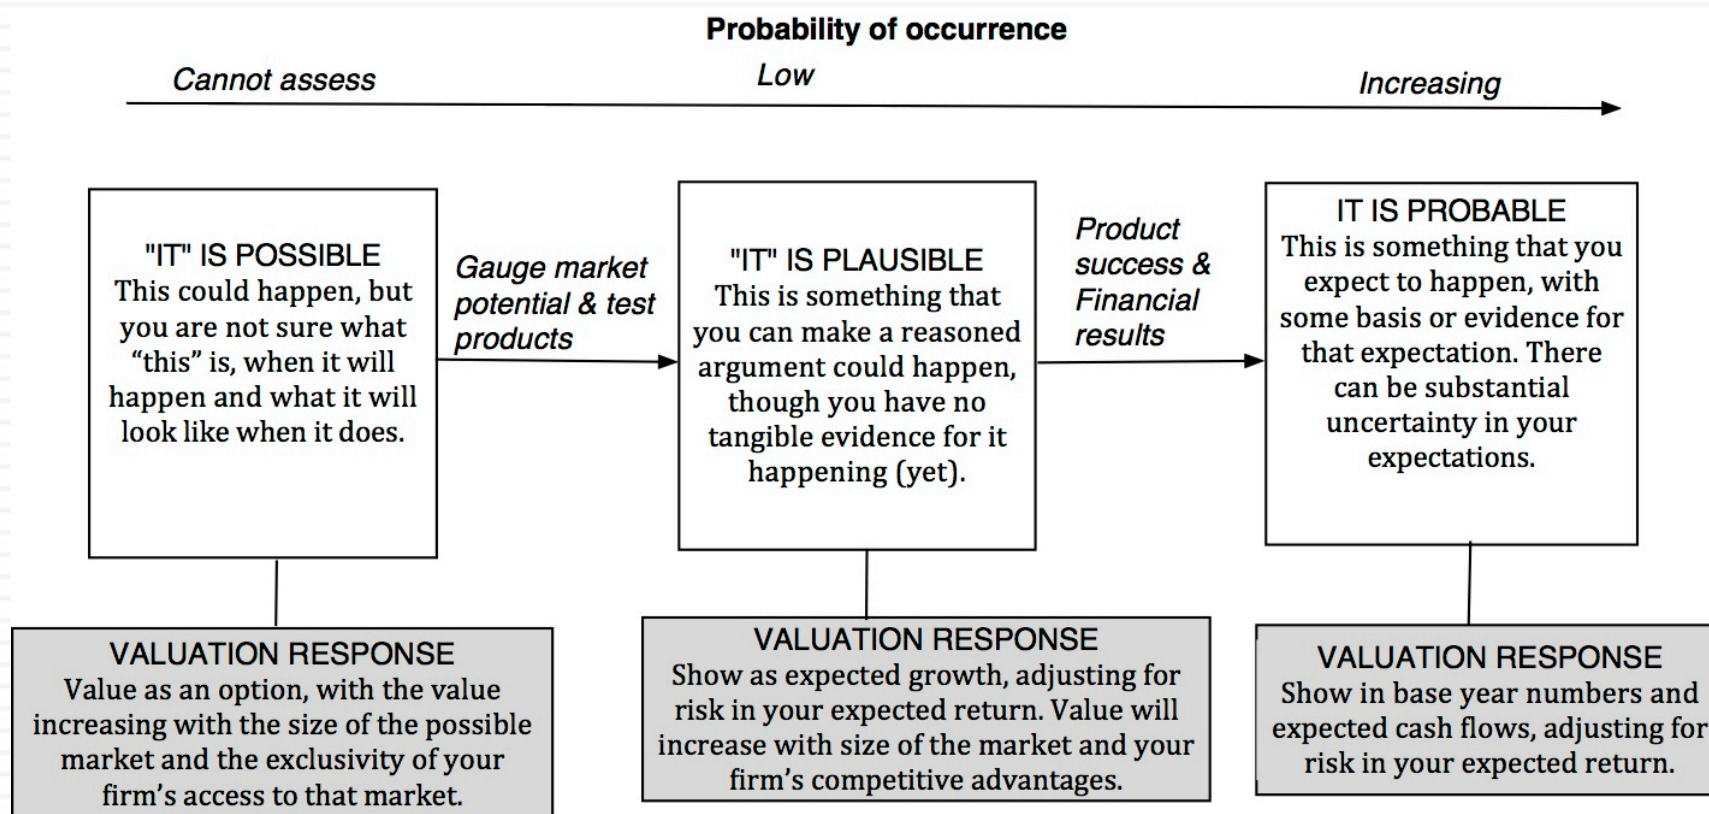 Probability of occurrence
Cannot assess
Low
Increasing
"IT" IS POSSIBLE
This could happen, but
you are not sure what
“this” is, when it will
happen and what it will
look like when it does.
Gauge market
potential & test
products
"IT" IS PLAUSIBLE
This is something that
you can make a reasoned
argument could happen,
though you have no
tangible evidence for it
happening (yet).
Product
success &
Financial
results
IT IS PROBABLE
This is something that you
expect to happen, with
some basis or evidence for
that expectation. There
can be substantial
uncertainty in your
expectations.
VALUATION RESPONSE
Value as an option, with the value
increasing with the size of the possible
market and the exclusivity of your
firm’s access to that market.
VALUATION RESPONSE
Show as expected growth, adjusting for
risk in your expected return. Value will
increase with size of the market and your
firm’s competitive advantages.
VALUATION RESPONSE
Show in base year numbers and
expected cash flows, adjusting for
risk in your expected return.